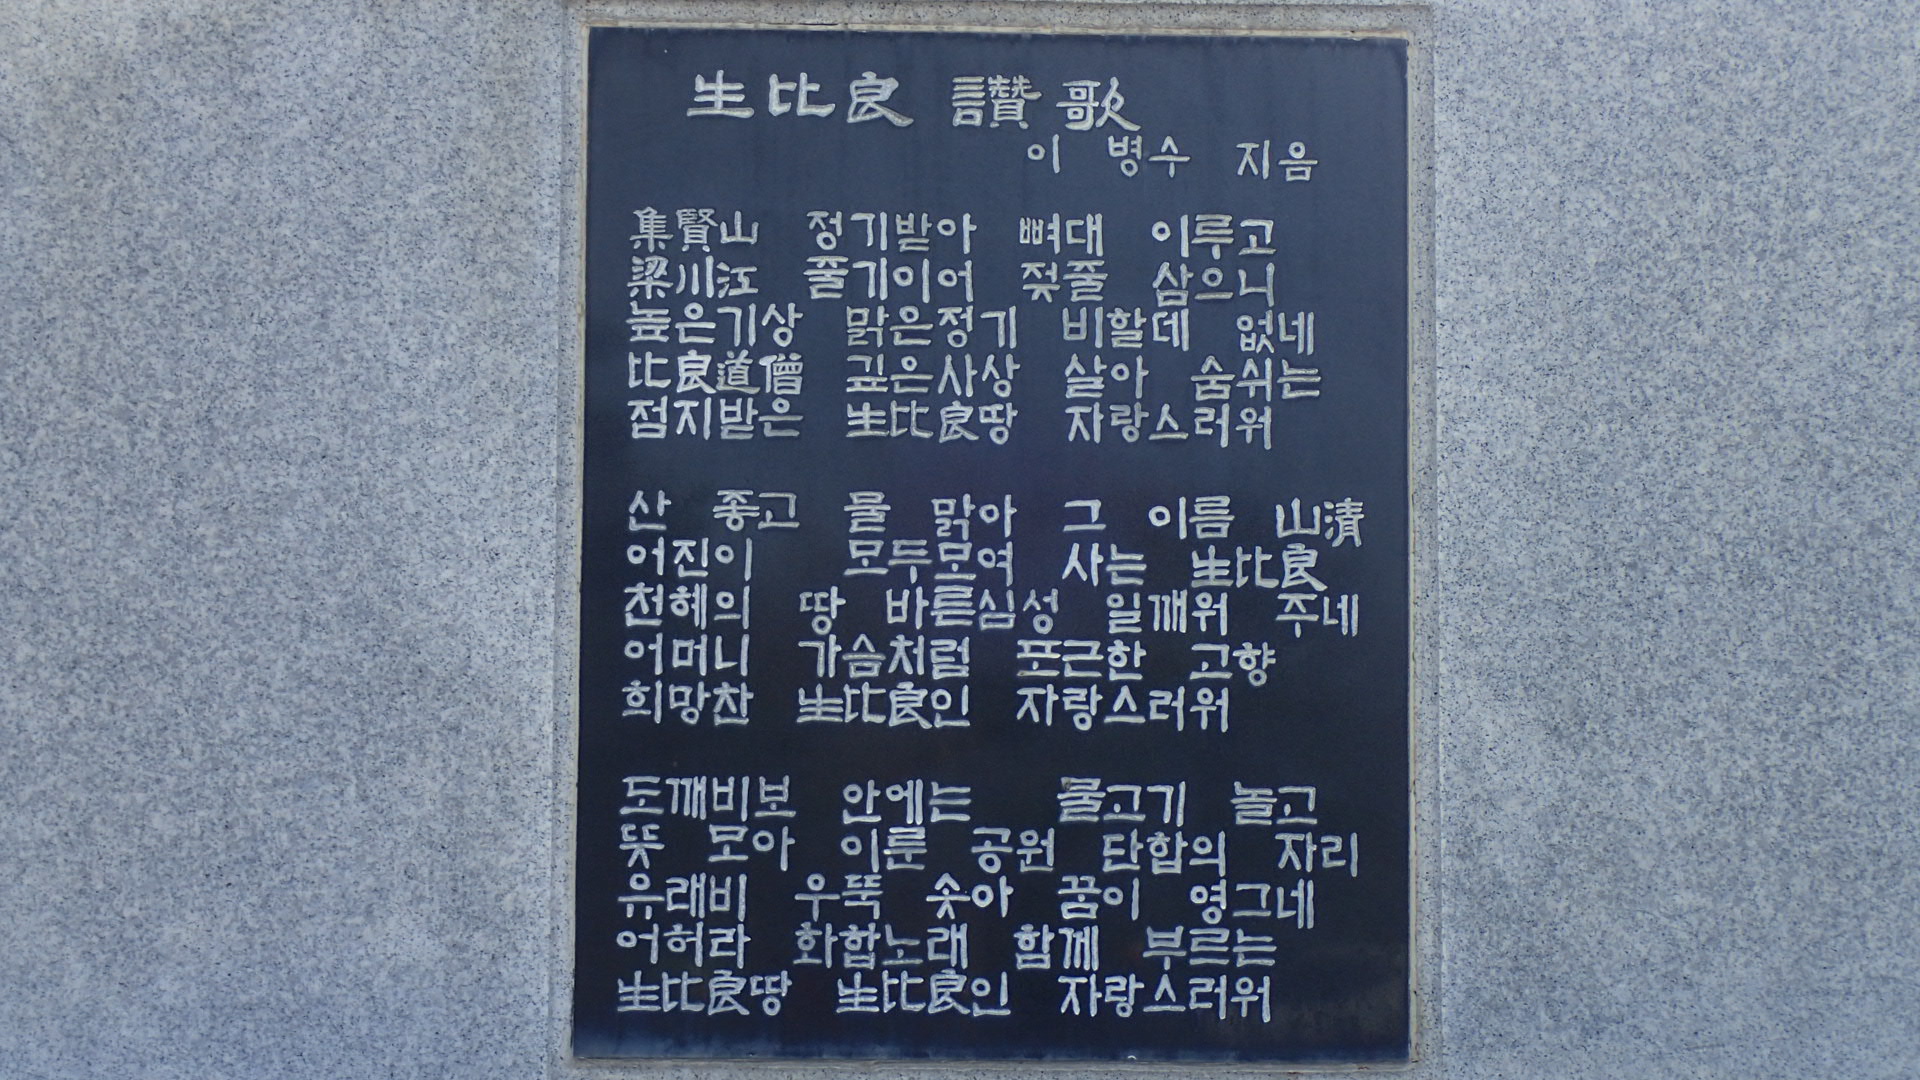 生比良 讚歌
이 병수 지음
集賢山 정기받아 뼈대 이루고
梁川江 줄기이어 젖줄 삼으니
높은기상 맑은정기 비할데 없네
比良道僧 깊은사상 살아 숨쉬는
점지받은 生比良땅 자랑스러워
산 좋고 물 맑아 그 이름 山淸
어진이 모두모여 사는 生比良
천혜의 땅 바른심성 일깨워 주네
어머니 가슴처럼 포근한 고향
희망찬 生比良인 자랑스러워
도깨비보 안에는 물고기 놀고
뜻 모아 이룬 공원 단합의 자리
유래비 우뚝 솟아 꿈이 영그네
어허라 화합노래 함께 부르는
生比良땅 生比良인 자랑스러워